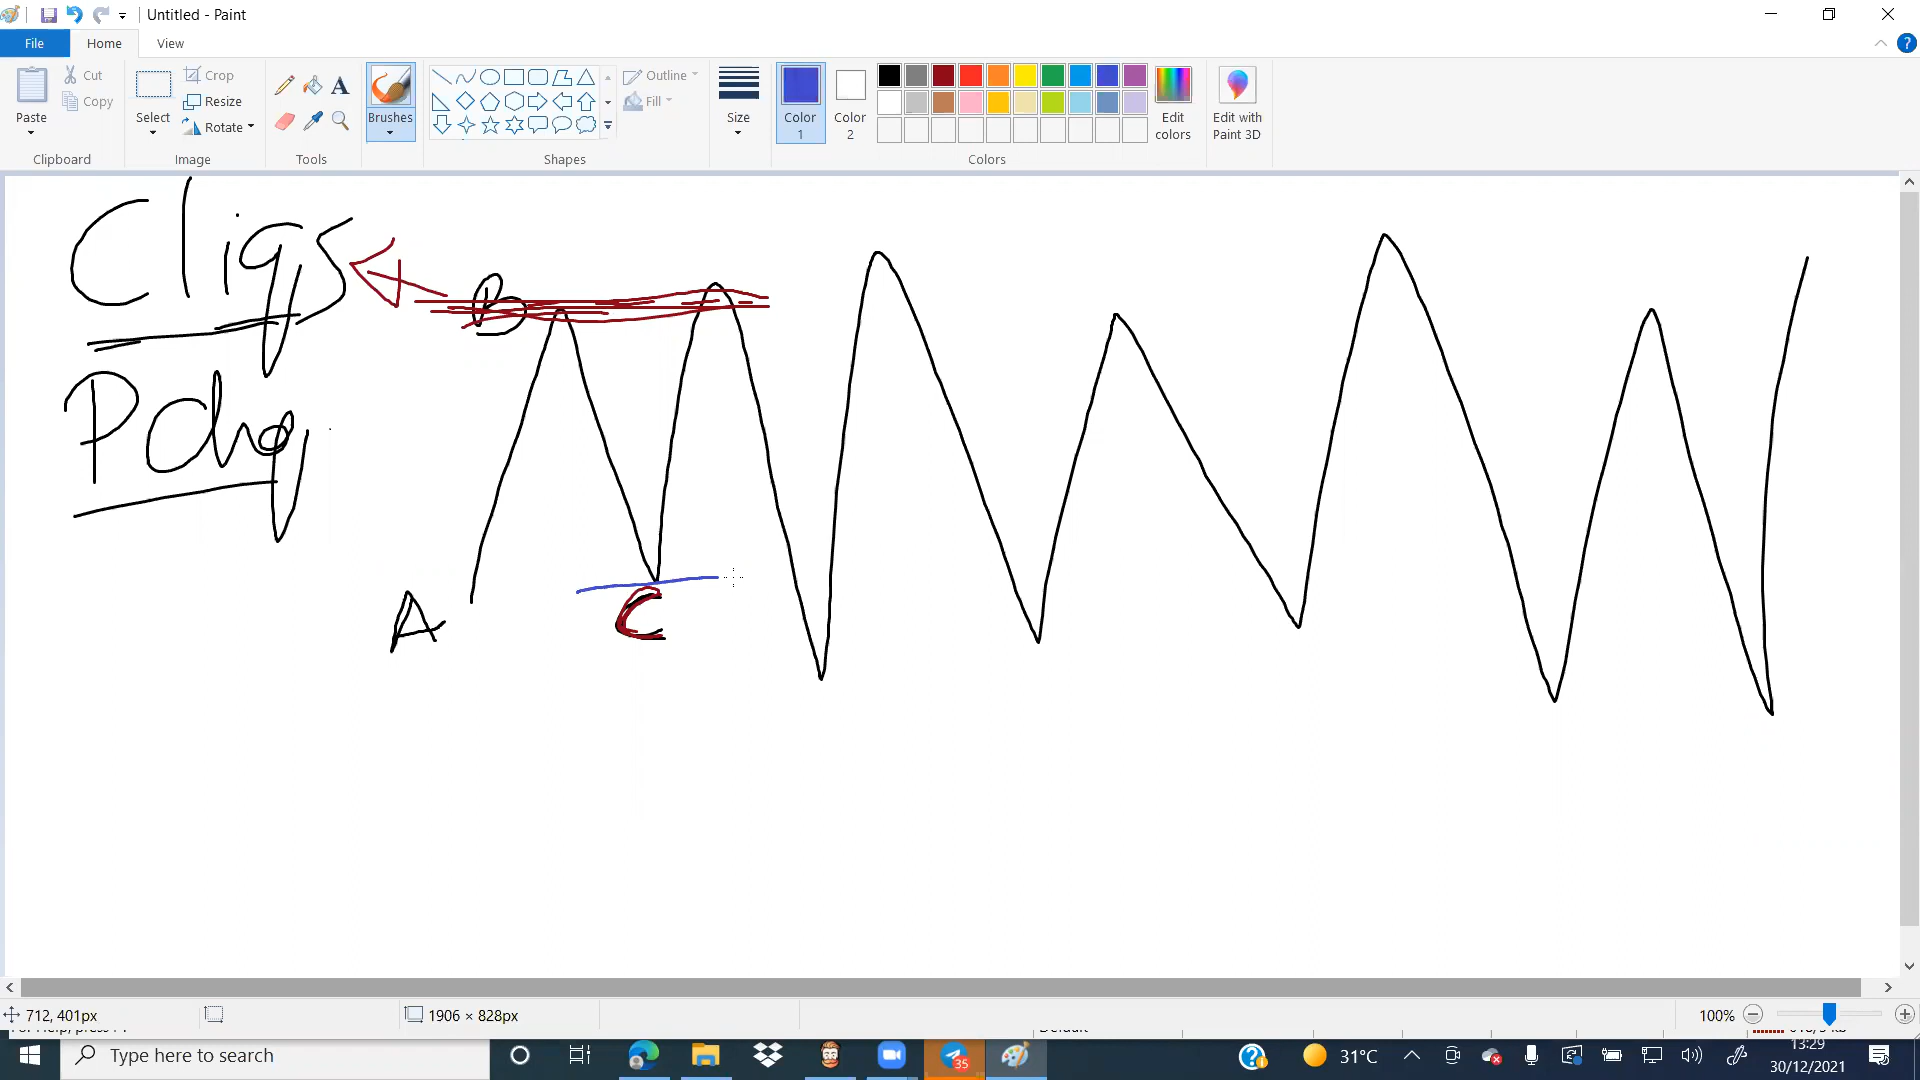 Untitled - Paint
File
Home
View
Paste
Cut
Copy
Clipboard
Select
Crop
Resize
Rotate
Image
Tools
Brushes
Shapes
Outline
Fill
Size
Color
1
Color
2
Colors
Edit
colors
Edit with
Paint 3D
B
A
C
712, 401px
1906 × 828px
100%
Default
Type here to search
35
31°C
13:29
30/12/2021